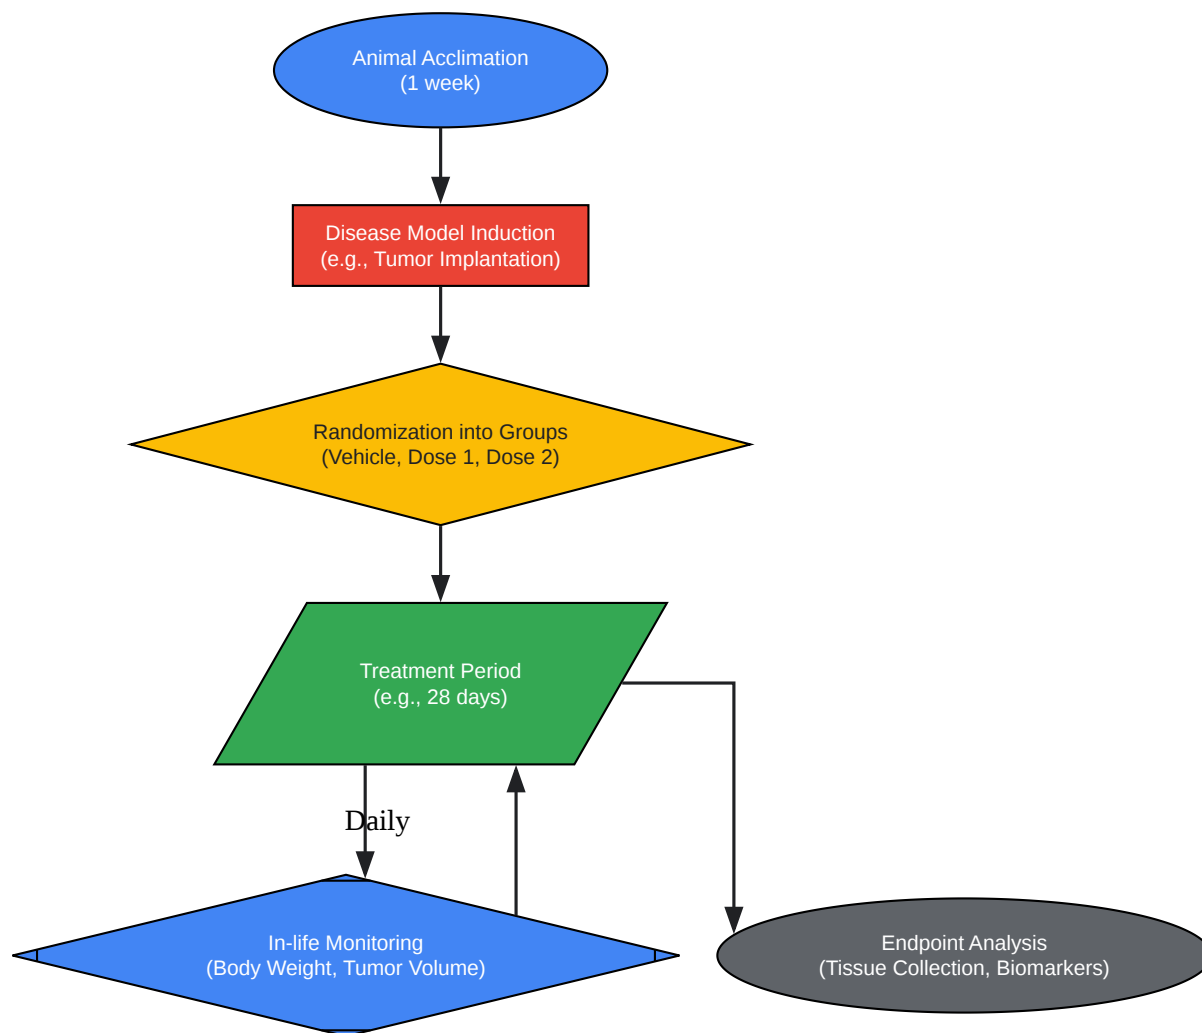 Animal Acclimation
(1 week)
Disease Model Induction
(e.g., Tumor Implantation)
Randomization into Groups
(Vehicle, Dose 1, Dose 2)
Treatment Period
(e.g., 28 days)
Daily
In-life Monitoring
(Body Weight, Tumor Volume)
Endpoint Analysis
(Tissue Collection, Biomarkers)